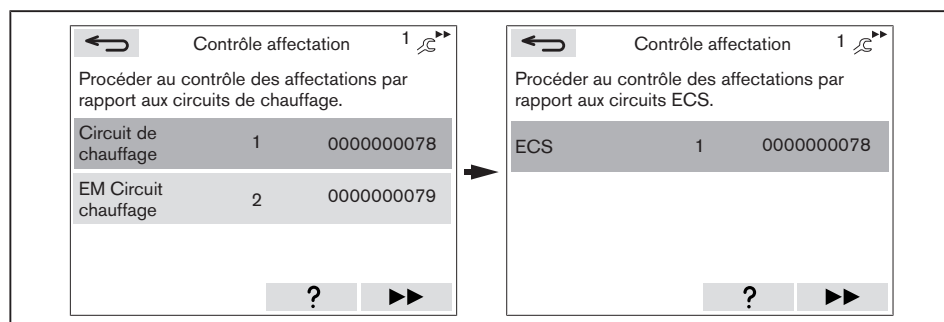 Contrôle affectation 1
Procéder au contrôle des affectations par
rapport aux circuits de chauffage.
Circuit de
chauffage 1 0000000078
EM Circuit
chauffage 2 0000000079
?
Contrôle affectation 1
Procéder au contrôle des affectations par
rapport aux circuits ECS.
ECS 1 0000000078
?